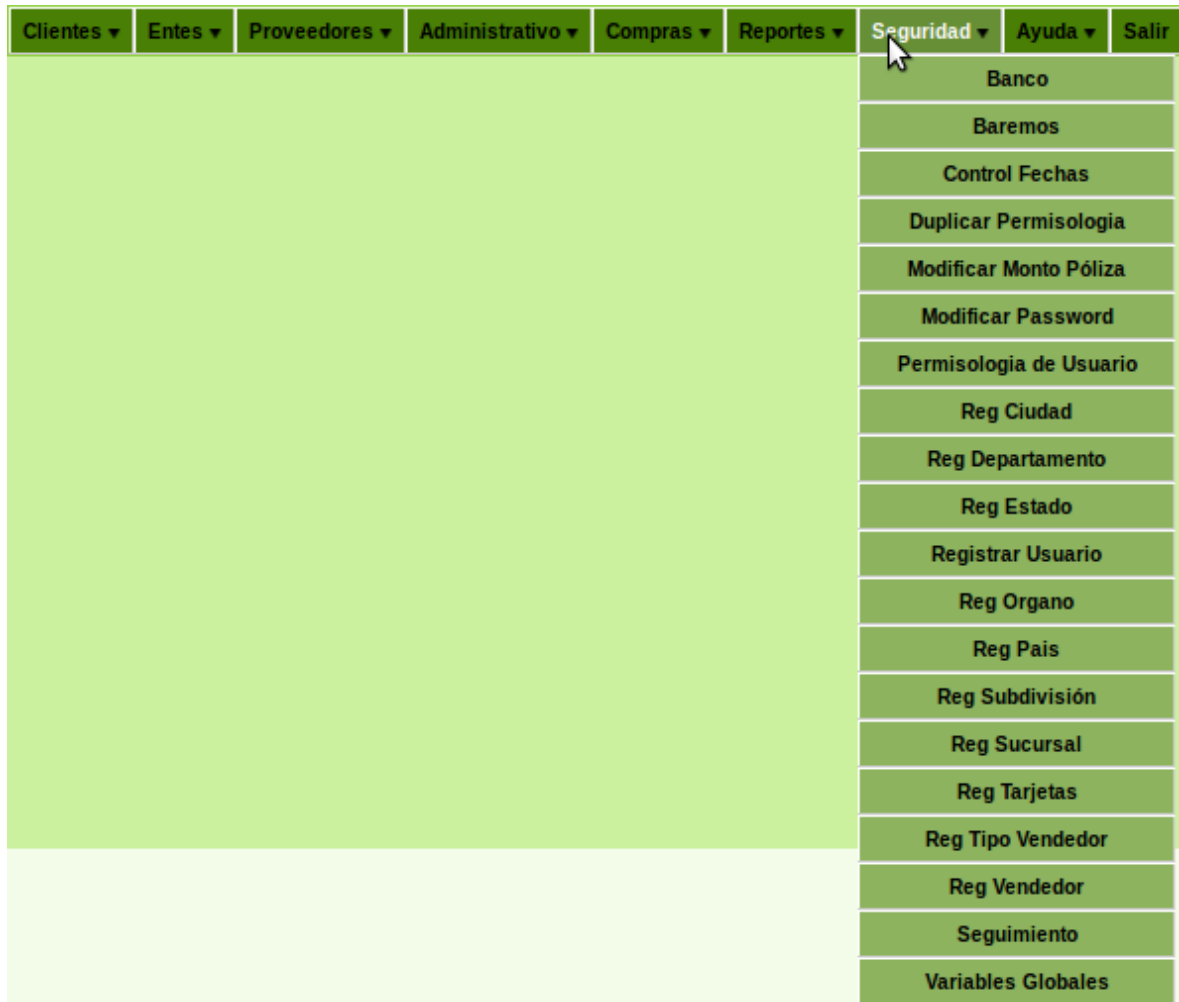 Clientes ▾ Entes ▾ Proveedores ▾ Administrativo ▾ Compras ▾ Reportes ▾ Seguridad ▾ Ayuda ▾ Salir
Banco
Baremos
Control Fechas
Duplicar Permisologia
Modificar Monto Póliza
Modificar Password
Permisologia de Usuario
Reg Ciudad
Reg Departamento
Reg Estado
Registrar Usuario
Reg Organo
Reg Pais
Reg Subdivisión
Reg Sucursal
Reg Tarjetas
Reg Tipo Vendedor
Reg Vendedor
Seguimiento
Variables Globales